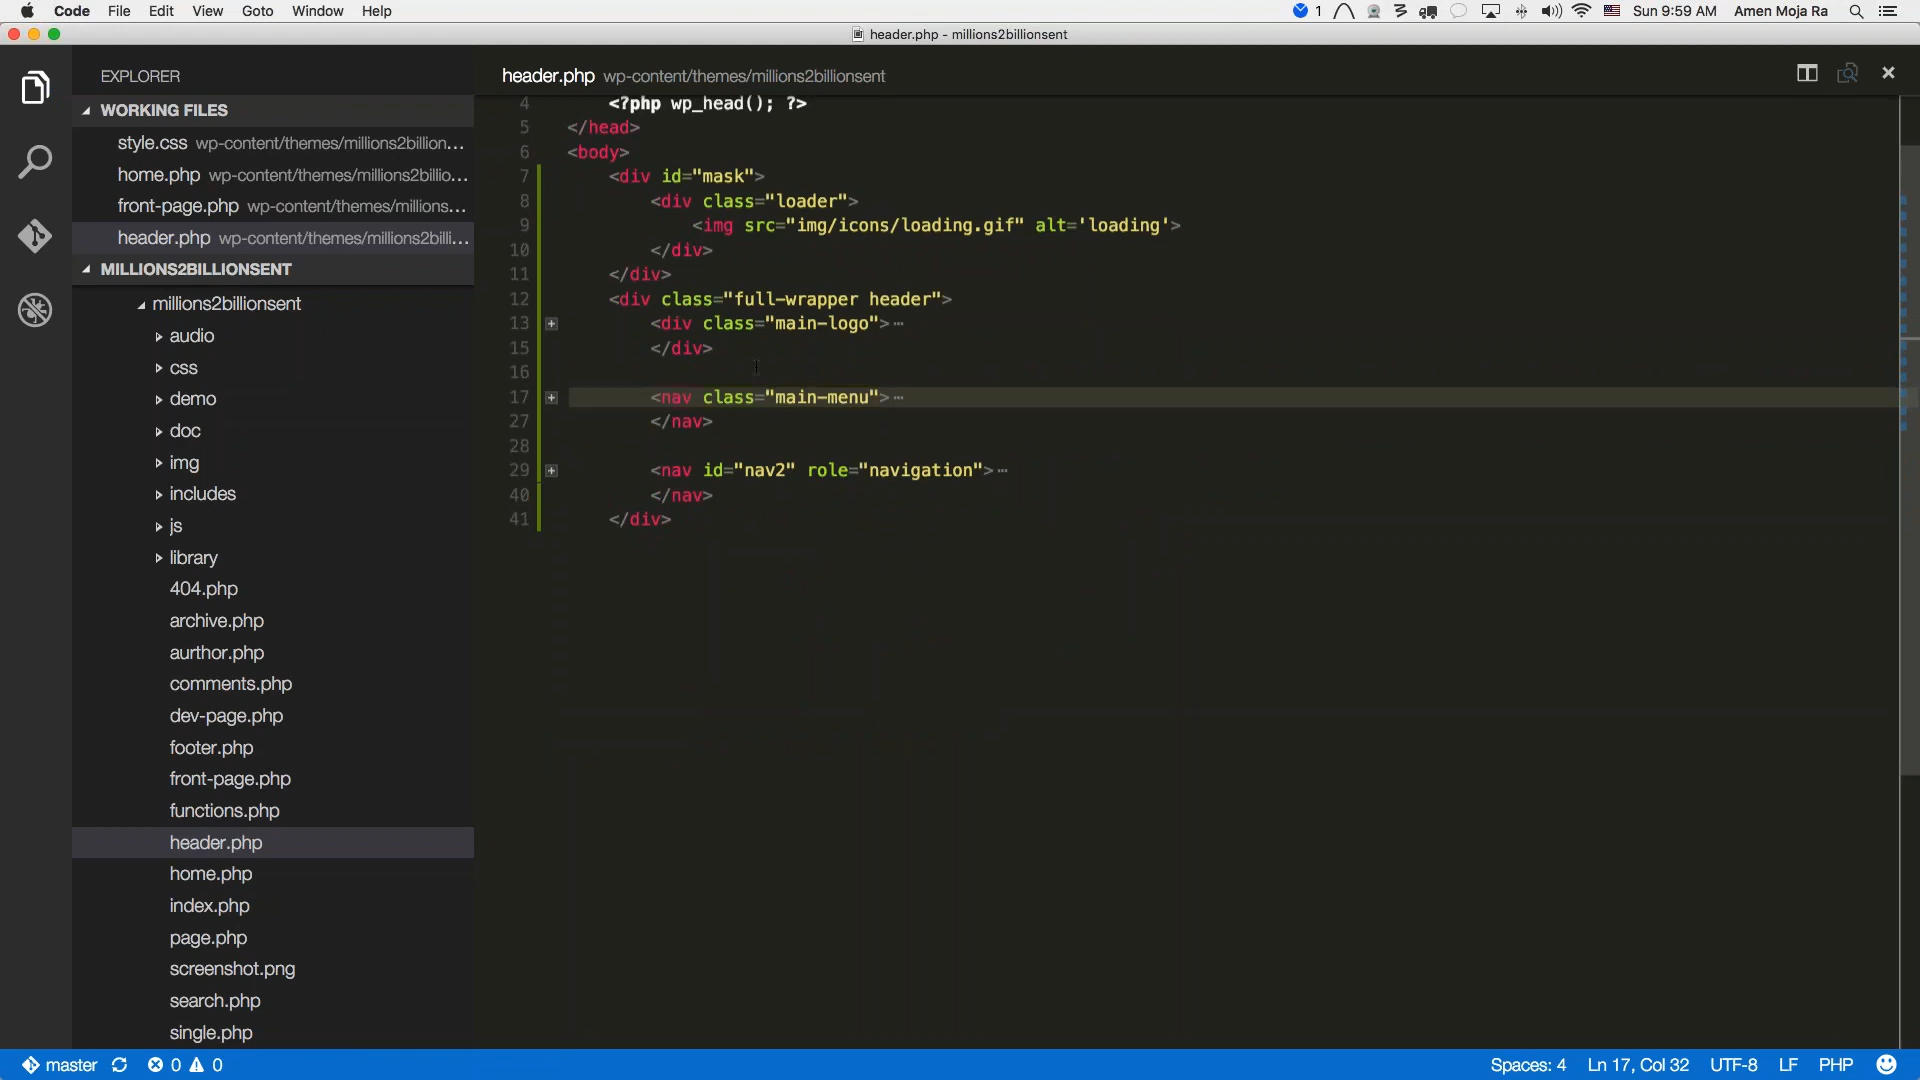 Code File Edit View Goto Window Help 1 Sun 9:59 AM Amen Moja Ra
header.php - millions2billionsent
EXPLORER
WORKING FILES
style.css wp-content/themes/millions2billion...
home.php wp-content/themes/millions2billio...
front-page.php wp-content/themes/millions...
header.php wp-content/themes/millions2billi...
MILLIONS2BILLIONSENT
millions2billionsent
audio
css
demo
doc
img
includes
js
library
404.php
archive.php
aurthor.php
comments.php
dev-page.php
footer.php
front-page.php
functions.php
header.php
home.php
index.php
page.php
screenshot.png
search.php
single.php
header.php wp-content/themes/millions2billionsent
4 <?php wp_head(); ?>
5 </head>
6 <body>
7 <div id="mask">
8 <div class="loader">
9 <img src="img/icons/loading.gif" alt='loading'>
10 </div>
11 </div>
12 <div class="full-wrapper header">
13 <div class="main-logo">⋯
15 </div>
16
17 <nav class="main-menu">⋯
27 </nav>
28
29 <nav id="nav2" role="navigation">⋯
40 </nav>
41 </div>
master 0 0 Spaces: 4 Ln 17, Col 32 UTF-8 LF PHP